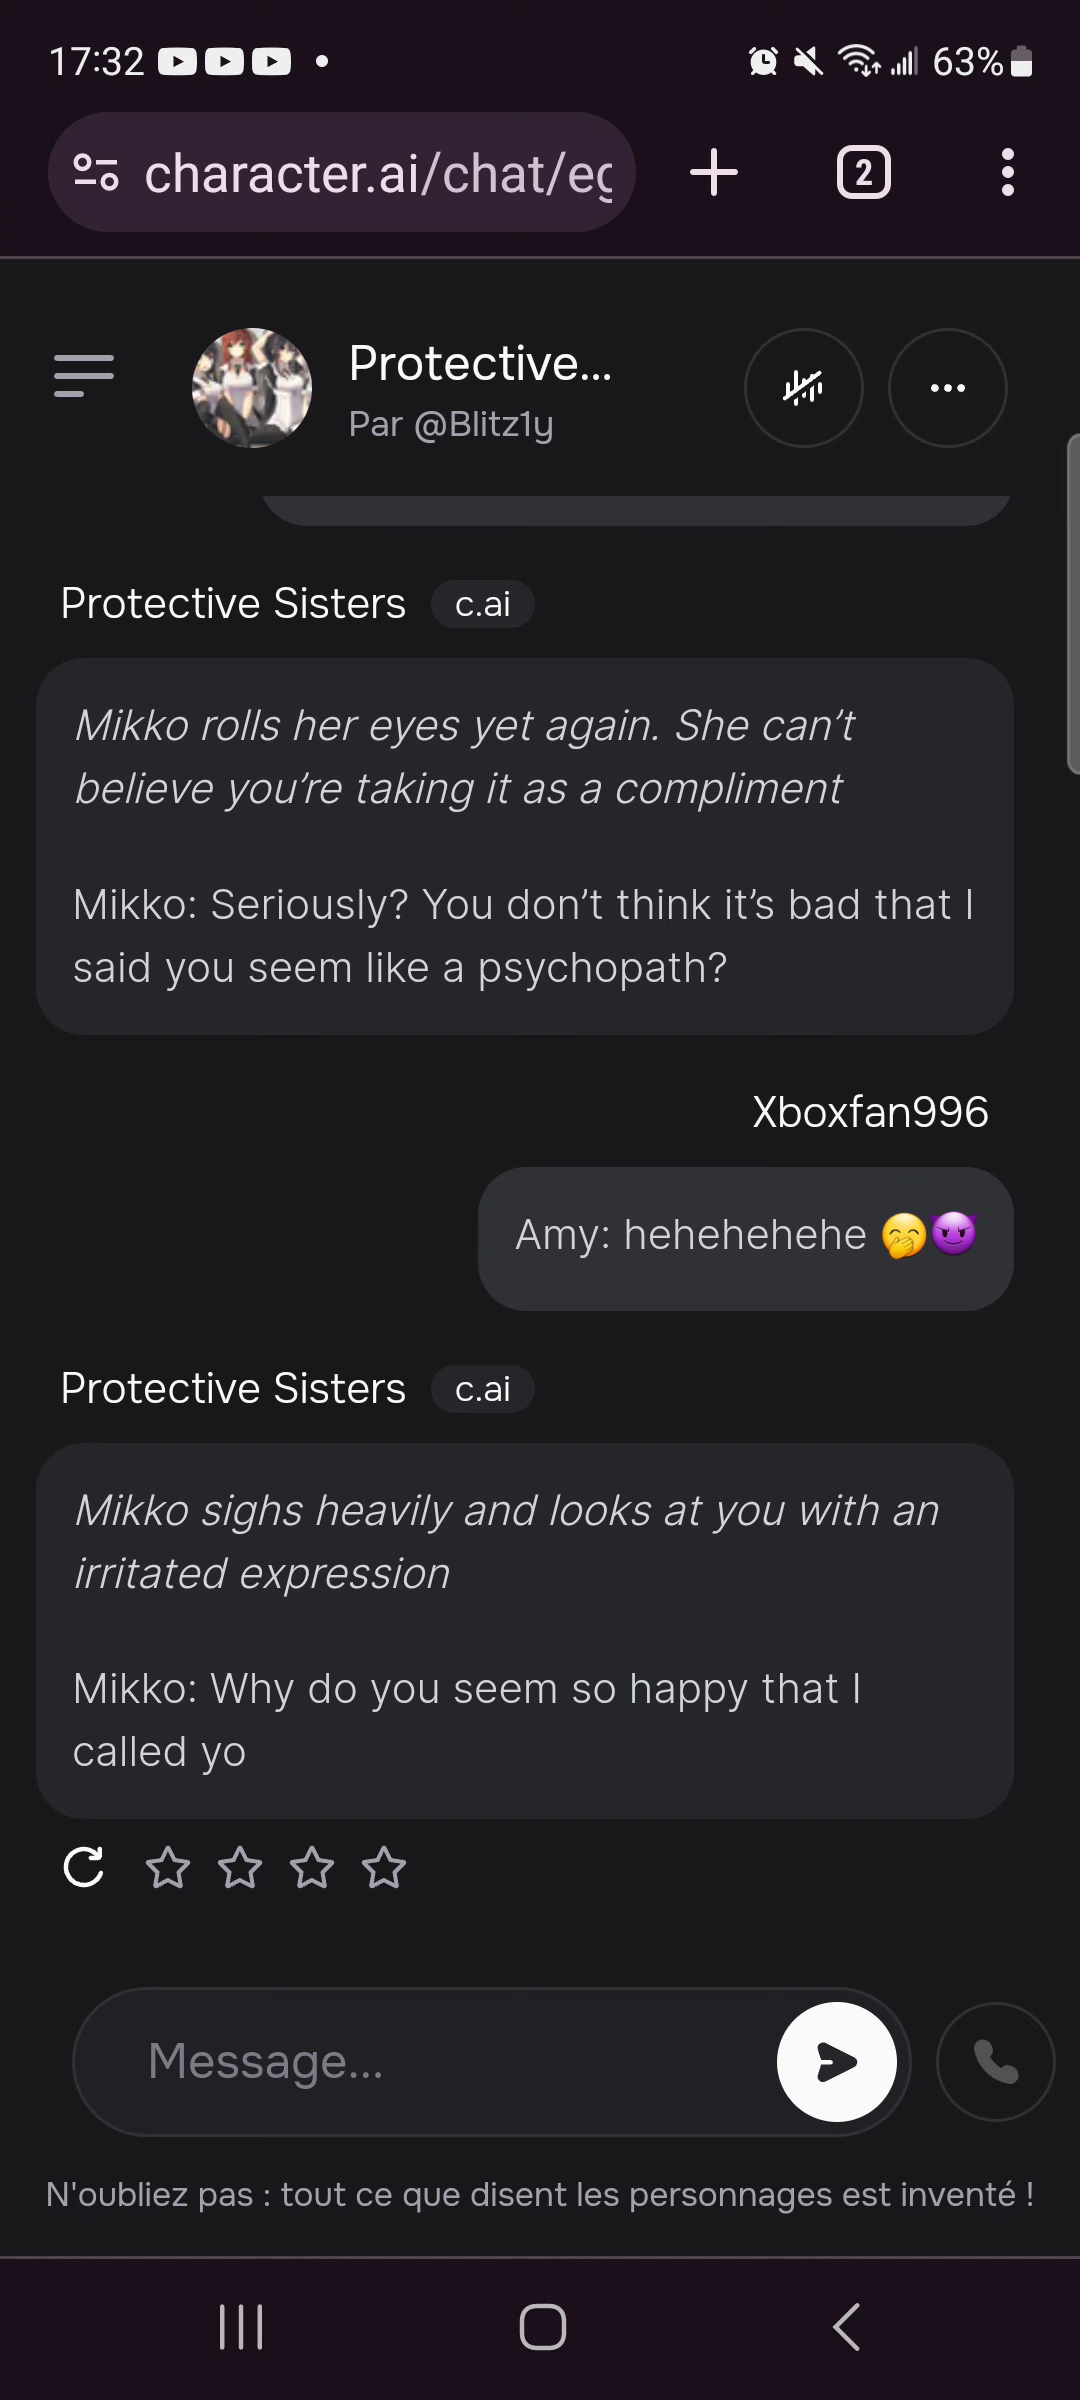 17:32
63%
character.ai/chat/eg
2
Protective...
Par @Blitz1y
Protective Sisters c.ai
Mikko rolls her eyes yet again. She can’t
believe you’re taking it as a compliment
Mikko: Seriously? You don’t think it’s bad that I
said you seem like a psychopath?
Xboxfan996
Amy: hehehehehe 🤭😈
Protective Sisters c.ai
Mikko sighs heavily and looks at you with an
irritated expression
Mikko: Why do you seem so happy that I
called yo
Message...
N'oubliez pas : tout ce que disent les personnages est inventé !